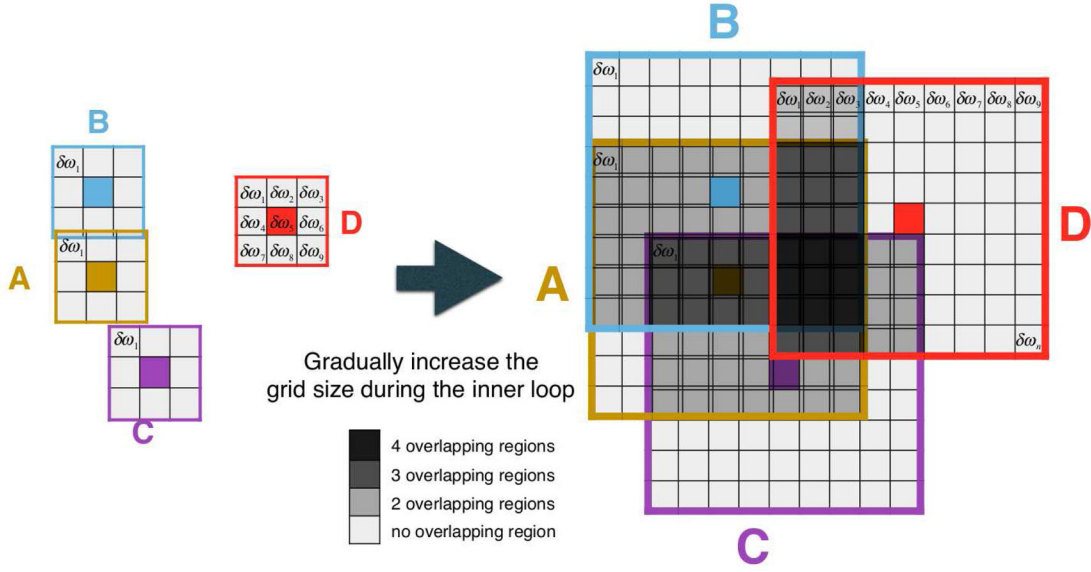 B
δω₁
δω₁
A
δω₁
C
δω₁ δω₂ δω₃
δω₄ δω₅ δω₆
δω₇ δω₈ δω₉
D
Gradually increase the
grid size during the inner loop
4 overlapping regions
3 overlapping regions
2 overlapping regions
no overlapping region
B
δω₁
δω₁ δω₂ δω₃ δω₄ δω₅ δω₆ δω₇ δω₈ δω₉
δω₁
D
δω₁
A
δωₙ
C